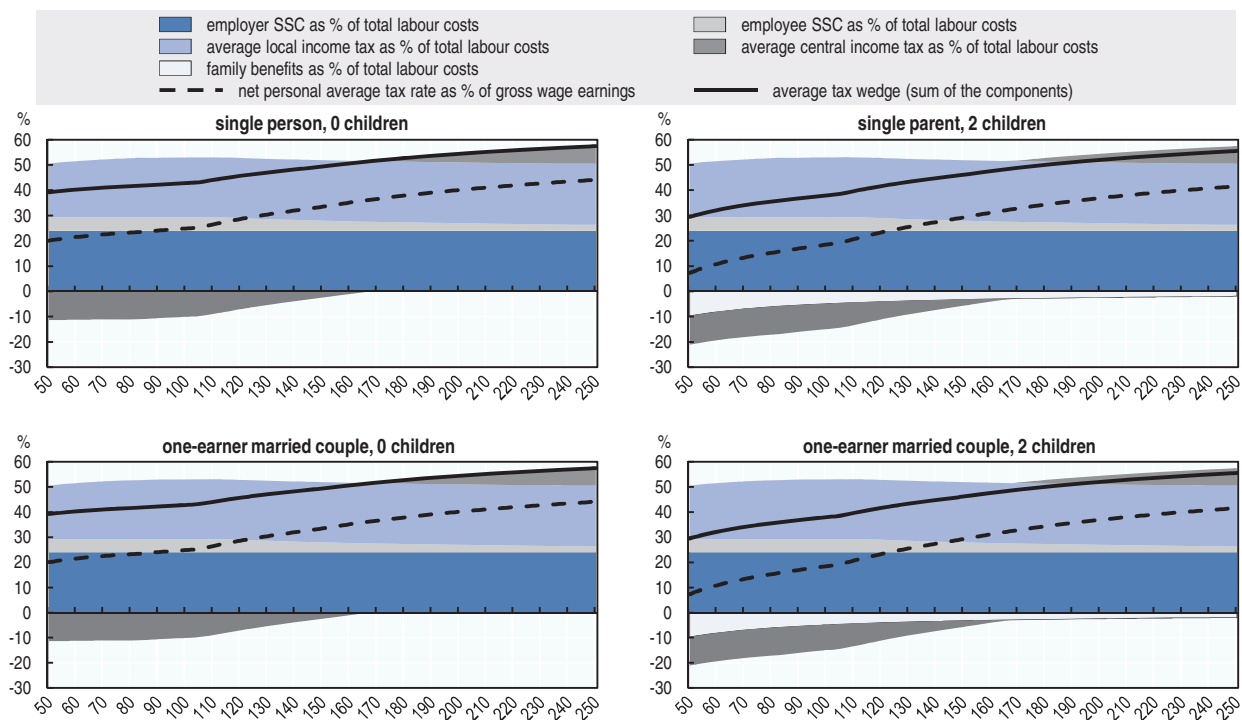 employer SSC as % of total labour costs
employee SSC as % of total labour costs
average local income tax as % of total labour costs
average central income tax as % of total labour costs
family benefits as % of total labour costs
net personal average tax rate as % of gross wage earnings
average tax wedge (sum of the components)
%
single person, 0 children
60
50
40
30
20
10
0
-10
-20
-30
50 60 70 80 90 100 110 120 130 140 150 160 170 180 190 200 210 220 230 240 250
%
single parent, 2 children
60
50
40
30
20
10
0
-10
-20
-30
50 60 70 80 90 100 110 120 130 140 150 160 170 180 190 200 210 220 230 240 250
%
one-earner married couple, 0 children
60
50
40
30
20
10
0
-10
-20
-30
50 60 70 80 90 100 110 120 130 140 150 160 170 180 190 200 210 220 230 240 250
%
one-earner married couple, 2 children
60
50
40
30
20
10
0
-10
-20
-30
50 60 70 80 90 100 110 120 130 140 150 160 170 180 190 200 210 220 230 240 250